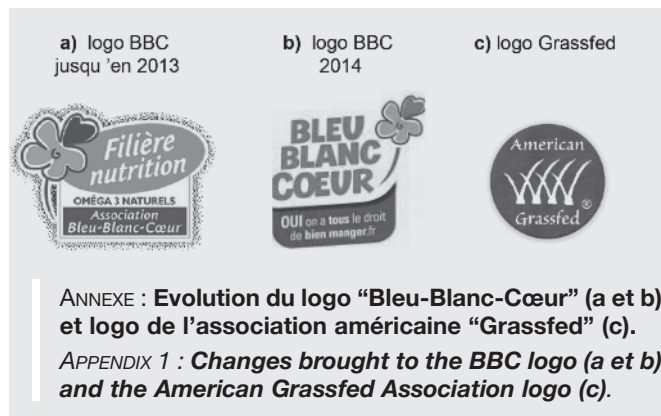 a) logo BBC
jusqu 'en 2013
b) logo BBC
2014
c) logo Grassfed
Filière
nutrition
OMÉGA 3 NATURELS
Association
Bleu-Blanc-Cœur
BLEU
BLANC
COEUR
OUI on a tous le droit
de bien manger.fr
American
Grassfed
®
ANNEXE : Evolution du logo “Bleu-Blanc-Cœur” (a et b)
et logo de l’association américaine “Grassfed” (c).
APPENDIX 1 : Changes brought to the BBC logo (a et b)
and the American Grassfed Association logo (c).